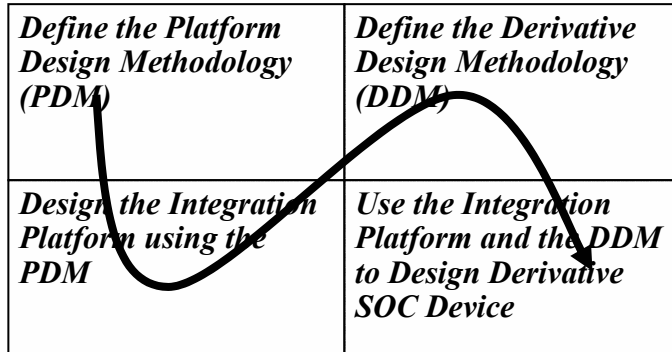 Define the Platform
Design Methodology
(PDM)
Define the Derivative
Design Methodology
(DDM)
Design the Integration
Platform using the
PDM
Use the Integration
Platform and the DDM
to Design Derivative
SOC Device